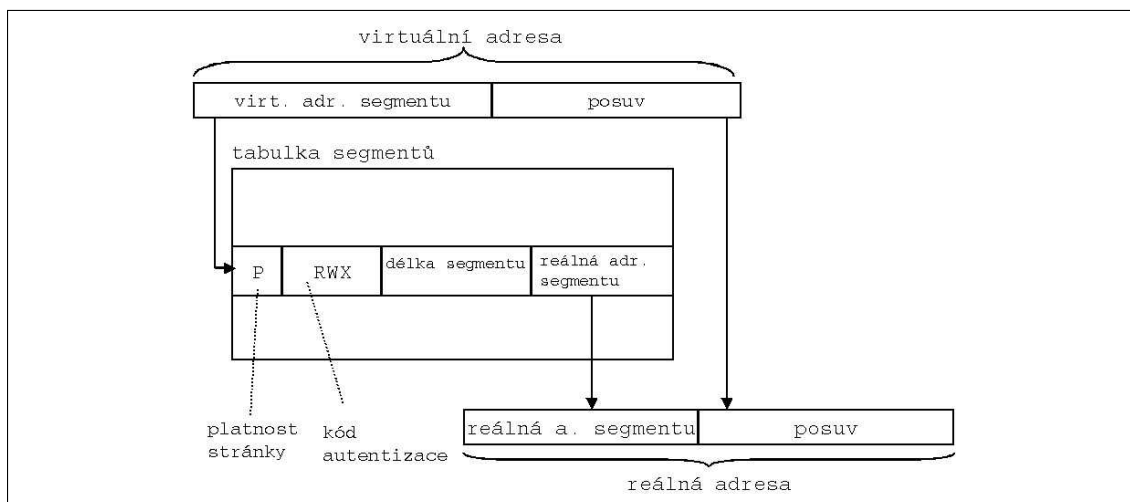 virtuální adresa
virt. adr. segmentu
posuv
tabulka segmentů
P
RWX
délka segmentu
reálná adr.
segmentu
platnost
stránky
kód
autentizace
reálná a. segmentu
posuv
reálná adresa